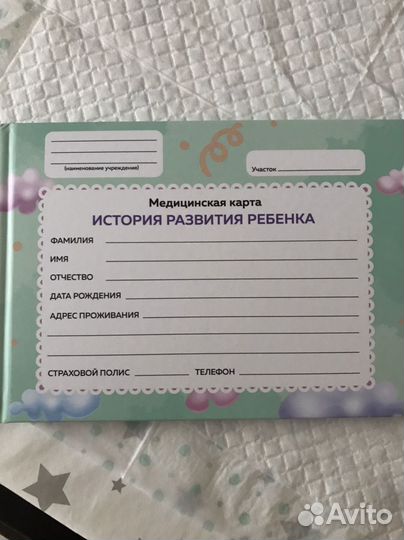 (наименование учреждения)
Участок
Медицинская карта
ИСТОРИЯ РАЗВИТИЯ РЕБЕНКА
ФАМИЛИЯ
ИМЯ
ОТЧЕСТВО
ДАТА РОЖДЕНИЯ
АДРЕС ПРОЖИВАНИЯ
СТРАХОВОЙ ПОЛИС ТЕЛЕФОН
Avito